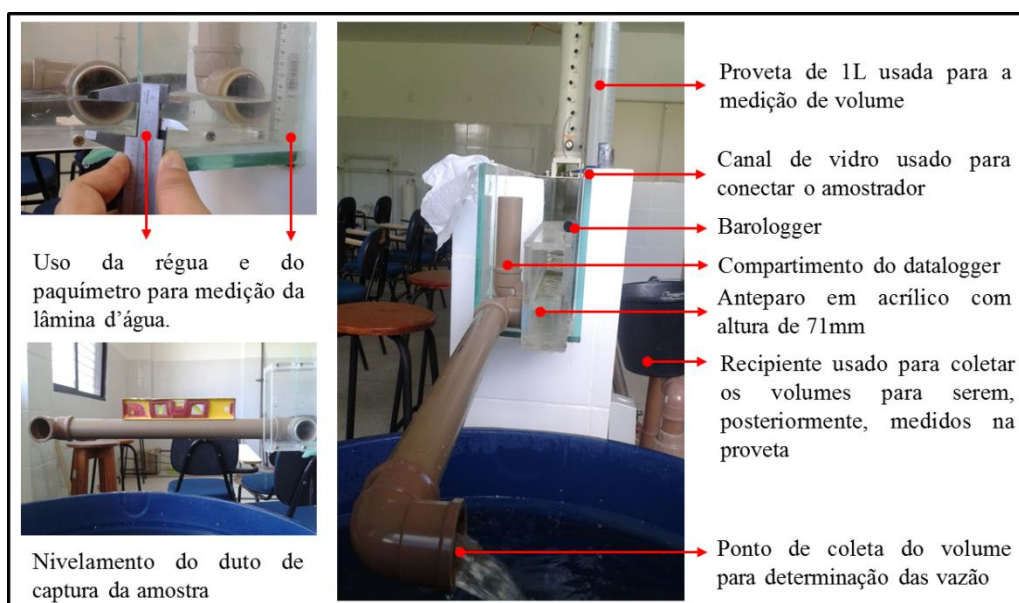 Uso da régua e do
paquímetro para medição da
lâmina d'água.
Nivelamento do duto de
captura da amostra
Proveta de 1L usada para a
medição de volume
Canal de vidro usado para
conectar o amostrador
Barologger
Compartimento do datalogger
Anteparo em acrílico com
altura de 71mm
Recipiente usado para coletar
os volumes para serem,
posteriormente, medidos na
proveta
Ponto de coleta do volume
para determinação das vazão